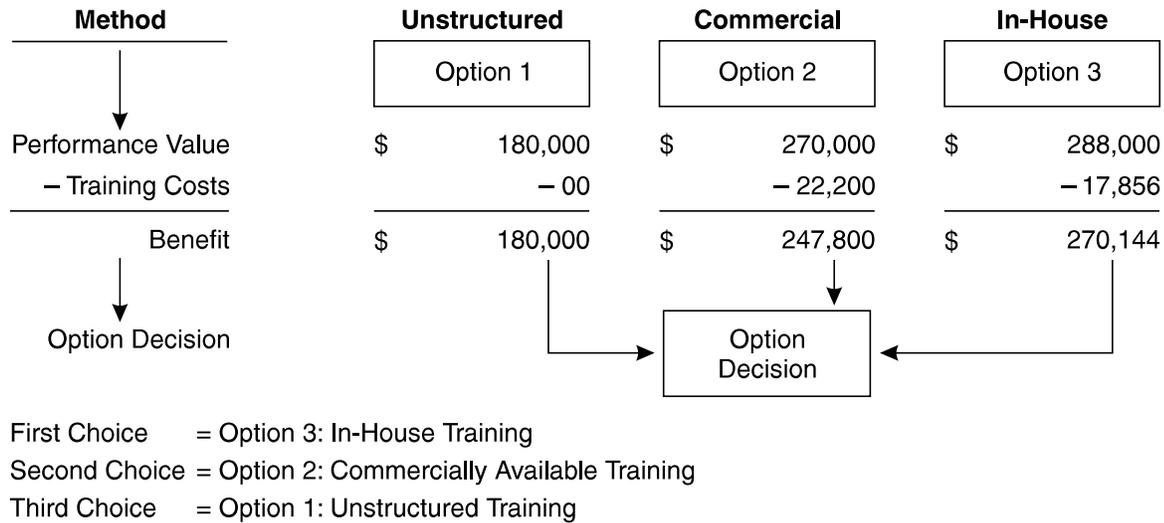 Method Unstructured Commercial In-House
Option 1 Option 2 Option 3
Performance Value $ 180,000 $ 270,000 $ 288,000
– Training Costs – 00 – 22,200 – 17,856
Benefit $ 180,000 $ 247,800 $ 270,144
Option Decision
Option
Decision
First Choice = Option 3: In-House Training
Second Choice = Option 2: Commercially Available Training
Third Choice = Option 1: Unstructured Training